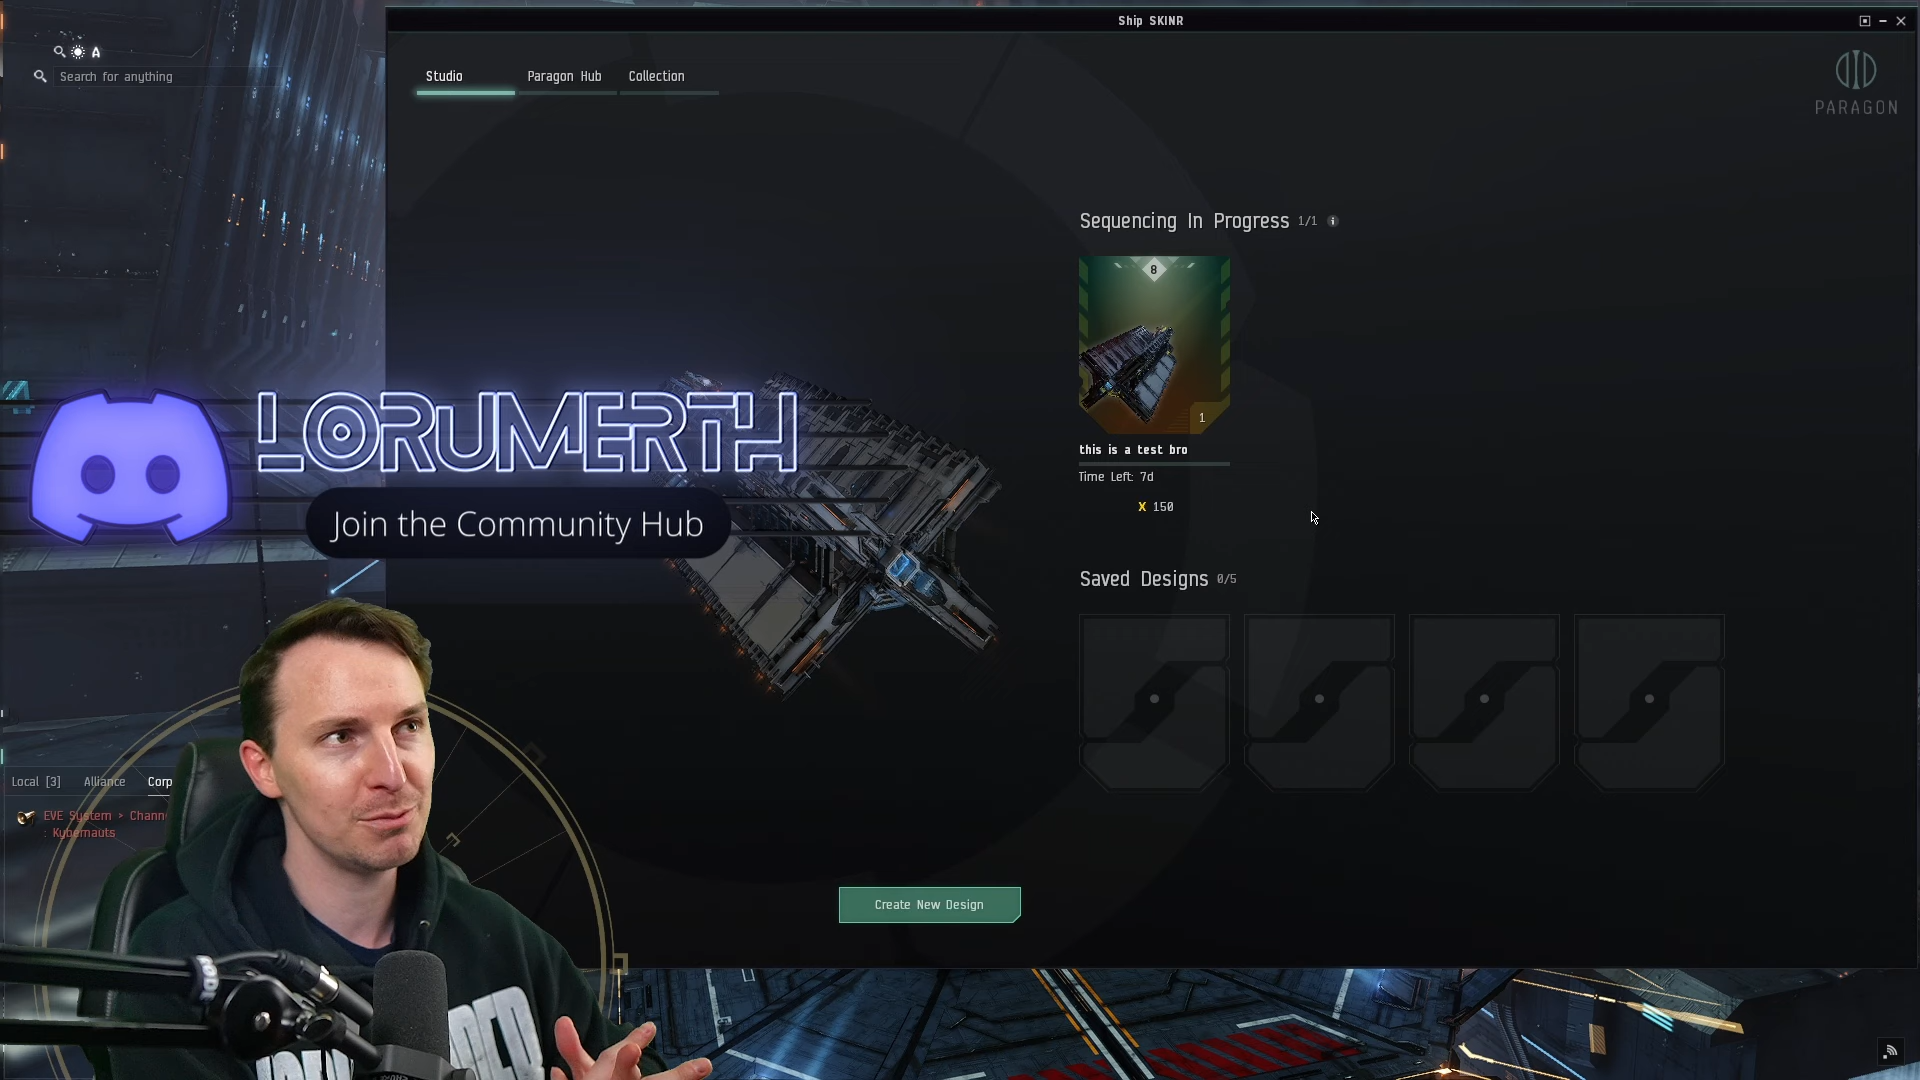 Ship SKINR
A
Search for anything
Studio
Paragon Hub
Collection
PARAGON
Sequencing In Progress 1/1
8
1
this is a test bro
Time Left: 7d
X 150
LORUMERTH
Join the Community Hub
Saved Designs 0/5
Local [3]
Alliance
Corp
EVE System > Chann
: Kybernauts
Create New Design